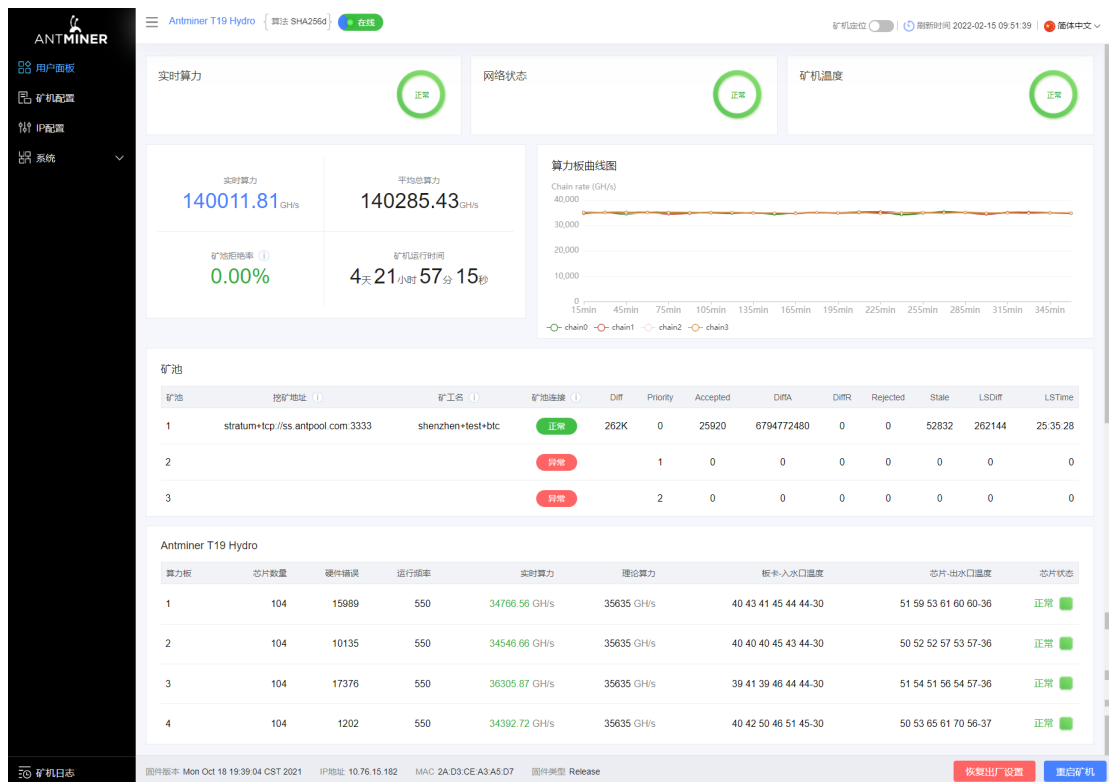 ANTMINER
用户面板
矿机配置
IP配置
系统
矿机日志
Antminer T19 Hydro 算法 SHA256d 在线
矿机定位 刷新时间 2022-02-15 09:51:39 简体中文
实时算力 正常
网络状态 正常
矿机温度 正常
实时算力
140011.81 GH/s
平均总算力
140285.43 GH/s
矿池拒绝率
0.00%
矿机运行时间
4天 21小时 57分 15秒
算力板曲线图
Chain rate (GH/s)
40,000
30,000
20,000
10,000
0
15min 45min 75min 105min 135min 165min 195min 225min 255min 285min 315min 345min
chain0 chain1 chain2 chain3
矿池
矿池 挖矿地址 矿工名 矿池连接 Diff Priority Accepted DiffA DiffR Rejected Stale LSDiff LSTime
1 stratum+tcp://ss.antpool.com:3333 shenzhen+test+btc 正常 262K 0 25920 6794772480 0 0 52832 262144 25:35:28
2 异常 1 0 0 0 0 0 0 0
3 异常 2 0 0 0 0 0 0 0
Antminer T19 Hydro
算力板 芯片数量 硬件错误 运行频率 实时算力 理论算力 板卡-入水口温度 芯片-出水口温度 芯片状态
1 104 15989 550 34766.56 GH/s 35635 GH/s 40 43 41 45 44 44-30 51 59 53 61 60 60-36 正常
2 104 10135 550 34546.66 GH/s 35635 GH/s 40 40 40 45 43 44-30 50 52 52 57 53 57-36 正常
3 104 17376 550 36305.87 GH/s 35635 GH/s 39 41 39 46 44 44-30 51 54 51 56 54 57-36 正常
4 104 1202 550 34392.72 GH/s 35635 GH/s 40 42 50 46 51 45-30 50 53 65 61 70 56-37 正常
固件版本 Mon Oct 18 19:39:04 CST 2021 IP地址 10.76.15.182 MAC 2A:D3:CE:A3:A5:D7 固件类型 Release
恢复出厂设置 重启矿机